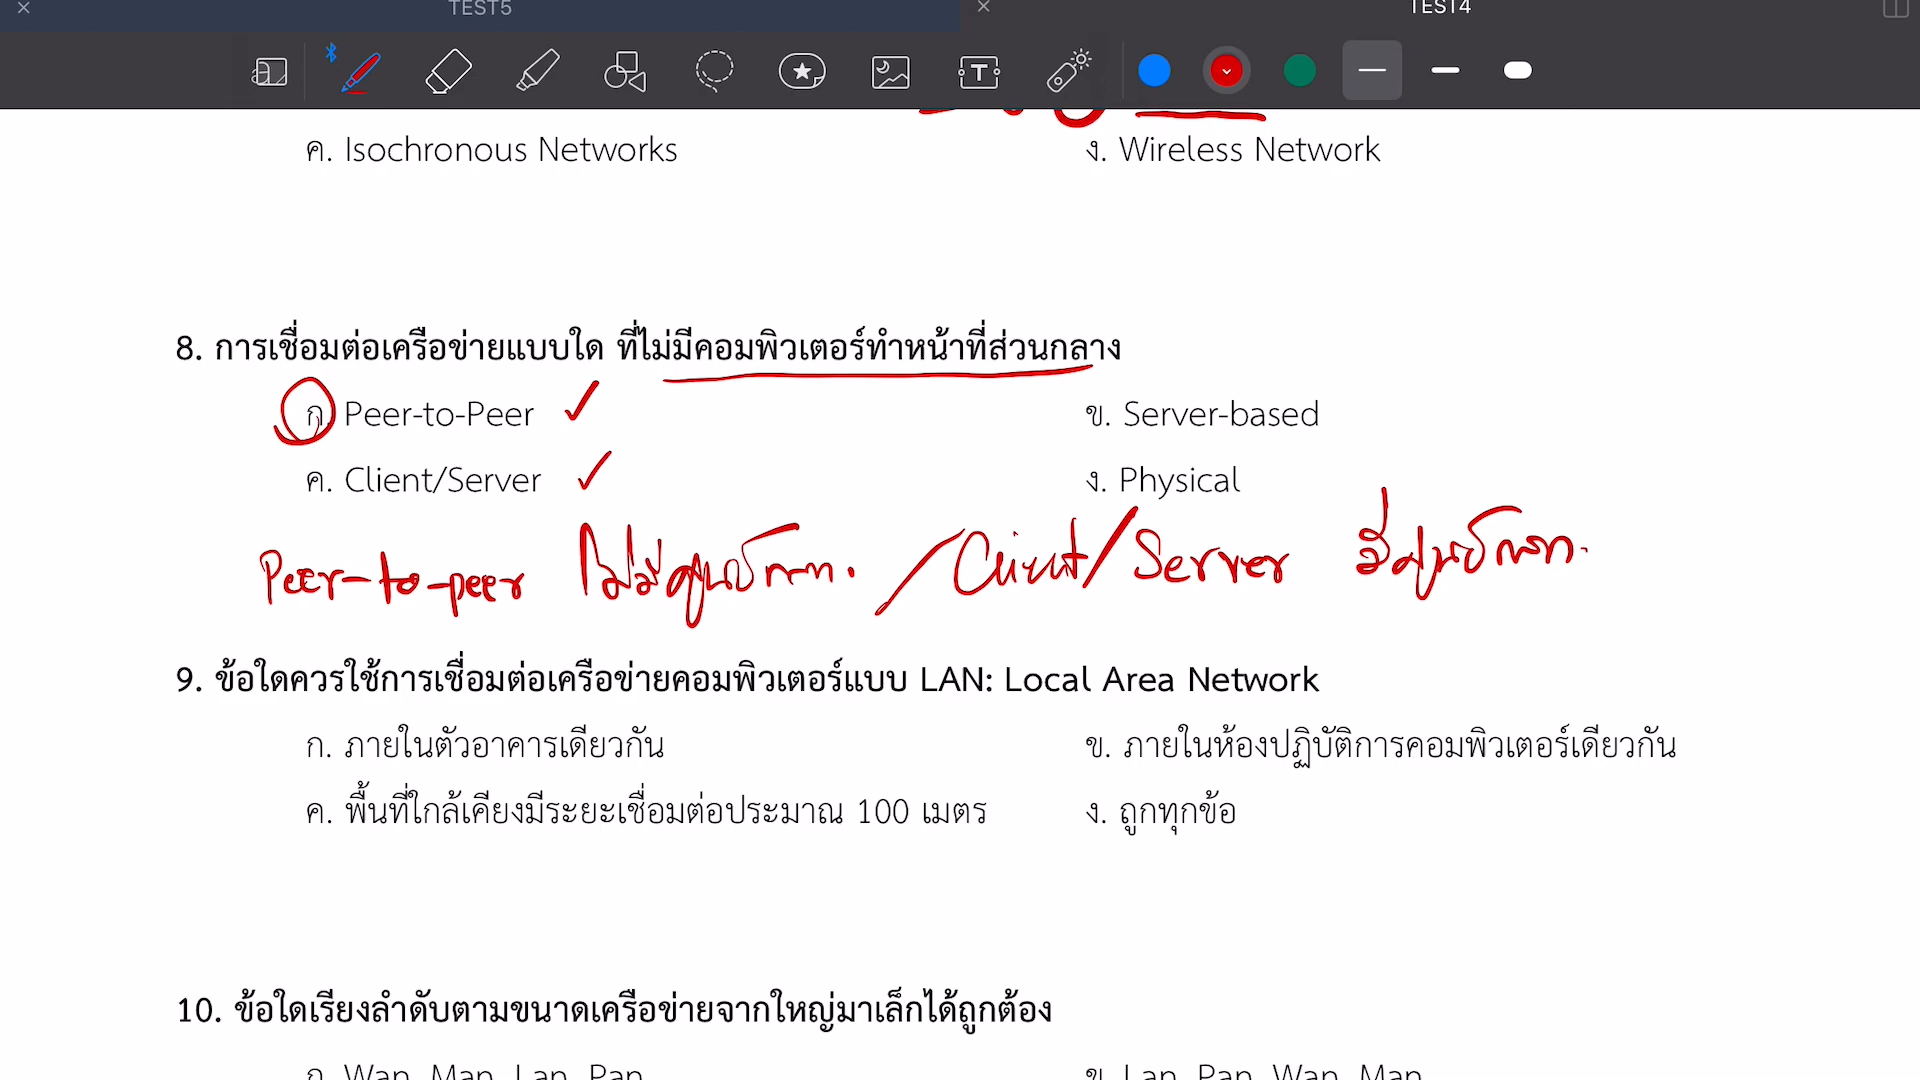 TEST5
TEST4
ค. Isochronous Networks
ง. Wireless Network
8. การเชื่อมต่อเครือข่ายแบบใด ที่ไม่มีคอมพิวเตอร์ทำหน้าที่ส่วนกลาง
ก. Peer-to-Peer ✓
ข. Server-based
ค. Client/Server ✓
ง. Physical
Peer-to-peer ไม่มีศูนย์กลาง. / Client/Server มีศูนย์กลาง.
9. ข้อใดควรใช้การเชื่อมต่อเครือข่ายคอมพิวเตอร์แบบ LAN: Local Area Network
ก. ภายในตัวอาคารเดียวกัน
ข. ภายในห้องปฏิบัติการคอมพิวเตอร์เดียวกัน
ค. พื้นที่ใกล้เคียงมีระยะเชื่อมต่อประมาณ 100 เมตร
ง. ถูกทุกข้อ
10. ข้อใดเรียงลำดับตามขนาดเครือข่ายจากใหญ่มาเล็กได้ถูกต้อง
ก. Wan, Man, Lan, Pan
ข. Lan, Pan, Wan, Man